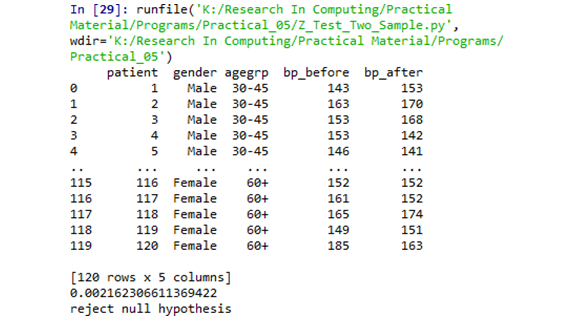 In [29]: runfile('K:/Research In Computing/Practical
Material/Programs/Practical_05/Z_Test_Two_Sample.py',
wdir='K:/Research In Computing/Practical Material/Programs/
Practical_05')
patient gender agegrp bp_before bp_after
0 1 Male 30-45 143 153
1 2 Male 30-45 163 170
2 3 Male 30-45 153 168
3 4 Male 30-45 153 142
4 5 Male 30-45 146 141
.. ... ... ... ... ...
115 116 Female 60+ 152 152
116 117 Female 60+ 161 152
117 118 Female 60+ 165 174
118 119 Female 60+ 149 151
119 120 Female 60+ 185 163
[120 rows x 5 columns]
0.002162306611369422
reject null hypothesis